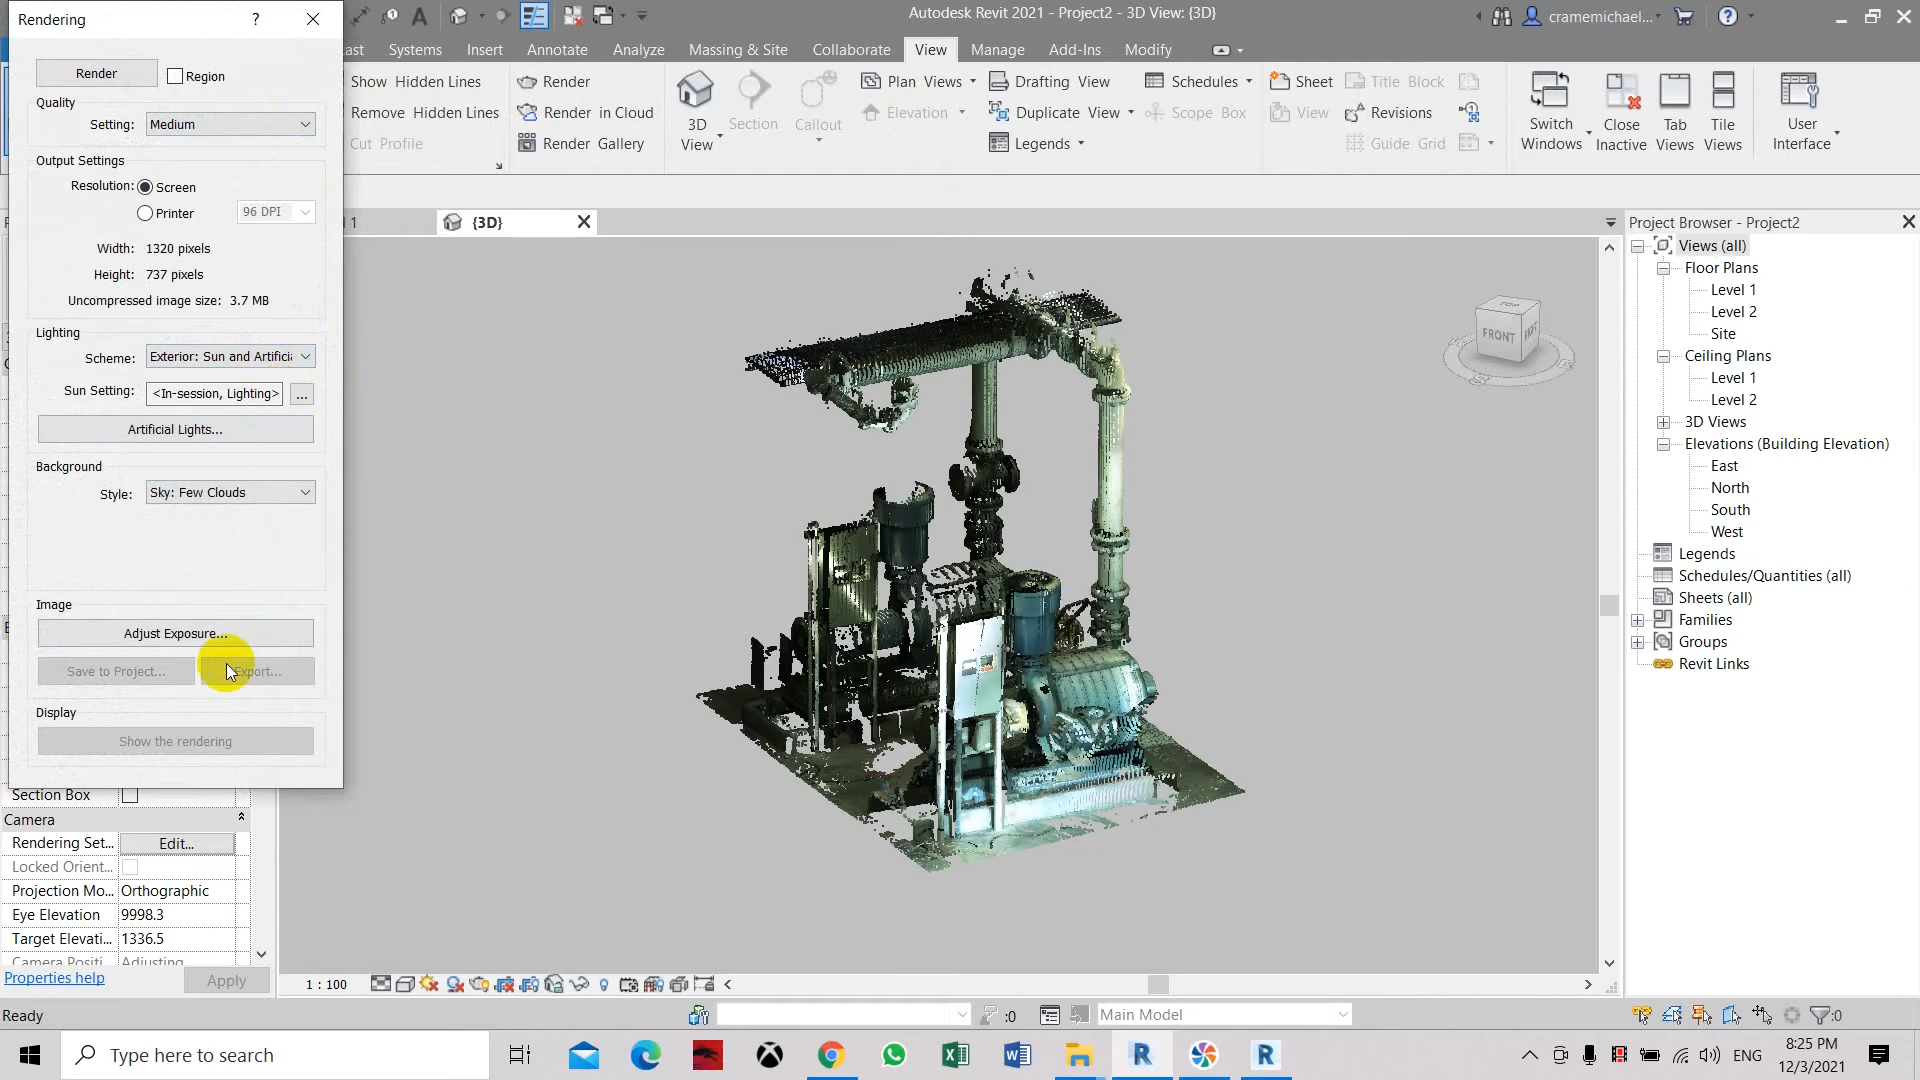 Rendering
?
Autodesk Revit 2021 - Project2 - 3D View: {3D}
cramemichael...
Systems
Insert
Annotate
Analyze
Massing & Site
Collaborate
View
Manage
Add-Ins
Modify
Render
Region
Quality
Setting:
Medium
Output Settings
Resolution:
Screen
Printer
96 DPI
Width: 1320 pixels
Height: 737 pixels
Uncompressed image size: 3.7 MB
Lighting
Scheme:
Exterior: Sun and Artificia
Sun Setting:
<In-session, Lighting>
...
Artificial Lights...
Background
Style:
Sky: Few Clouds
Image
Adjust Exposure...
Save to Project...
Export...
Display
Show the rendering
Show Hidden Lines
Remove Hidden Lines
Cut Profile
Render
Render in Cloud
Render Gallery
3D
View
Section
Callout
Plan Views
Elevation
Drafting View
Duplicate View
Legends
Schedules
Scope Box
Sheet
View
Title Block
Revisions
Guide Grid
Switch
Windows
Close
Inactive
Tab
Views
Tile
Views
User
Interface
1
{3D}
TOP
FRONT
Project Browser - Project2
Views (all)
Floor Plans
Level 1
Level 2
Site
Ceiling Plans
Level 1
Level 2
3D Views
Elevations (Building Elevation)
East
North
South
West
Legends
Schedules/Quantities (all)
Sheets (all)
Families
Groups
Revit Links
Section Box
Camera
Rendering Set...
Edit...
Locked Orient...
Projection Mo...
Orthographic
Eye Elevation
9998.3
Target Elevati...
1336.5
Camera Positi...
Adjusting
Properties help
Apply
1 : 100
Ready
:0
Main Model
:0
Type here to search
ENG
8:25 PM
12/3/2021